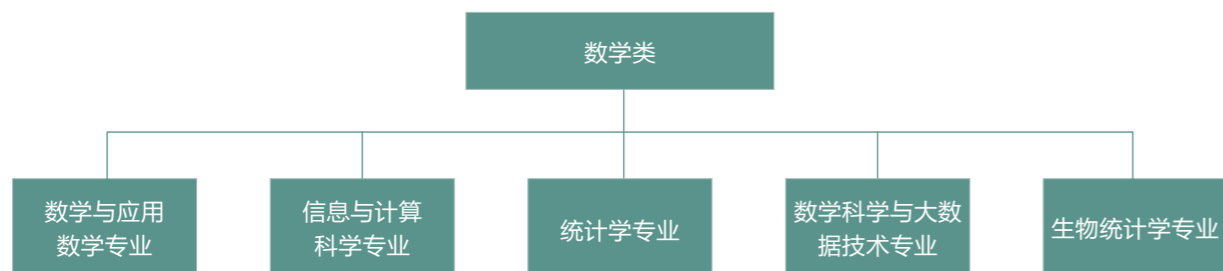 数学类
数学与应用
数学专业
信息与计算
科学专业
统计学专业
数学科学与大数
据技术专业
生物统计学专业